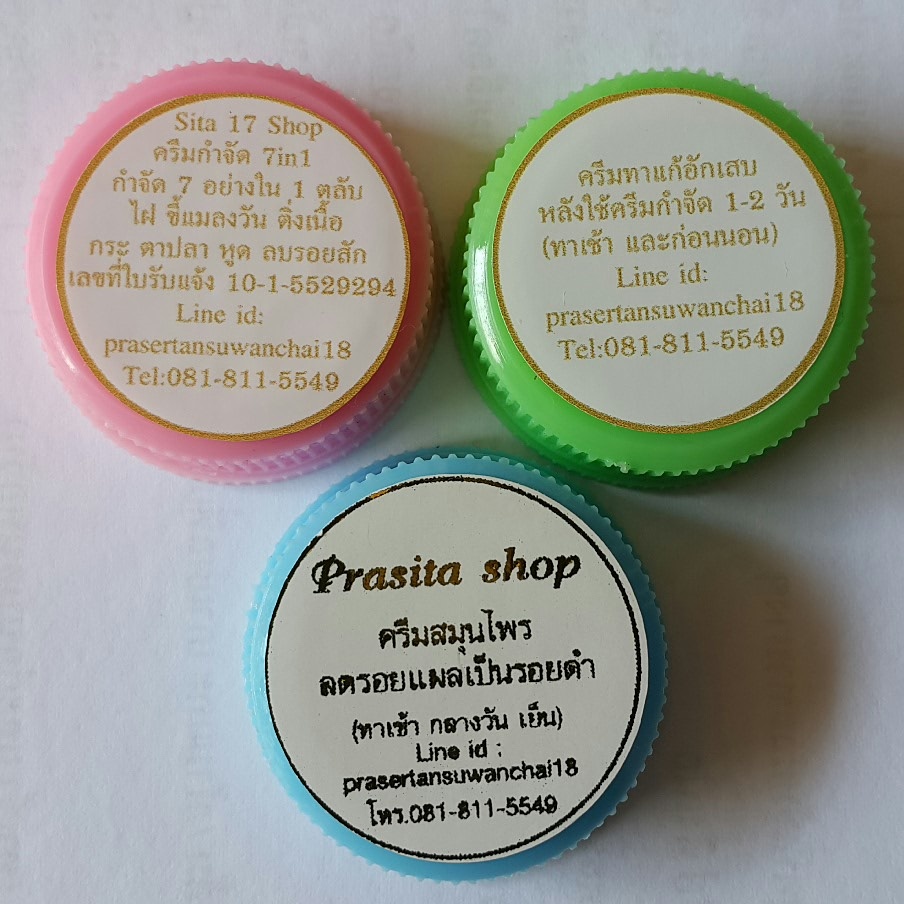 Sita 17 Shop
ครีมกำจัด 7in1
กำจัด 7 อย่างใน 1 ตลับ
ไฝ ขี้แมลงวัน ติ่งเนื้อ
กระ ตาปลา หูด ลบรอยสัก
เลขที่ใบรับแจ้ง 10-1-5529294
Line id:
prasertansuwanchai18
Tel:081-811-5549
ครีมทาแก้อักเสบ
หลังใช้ครีมกำจัด 1-2 วัน
(ทาเช้า และก่อนนอน)
Line id:
prasertansuwanchai18
Tel:081-811-5549
Prasita shop
ครีมสมุนไพร
ลดรอยแผลเป็นรอยดำ
(ทาเช้า กลางวัน เย็น)
Line id :
prasertansuwanchai18
โทร.081-811-5549